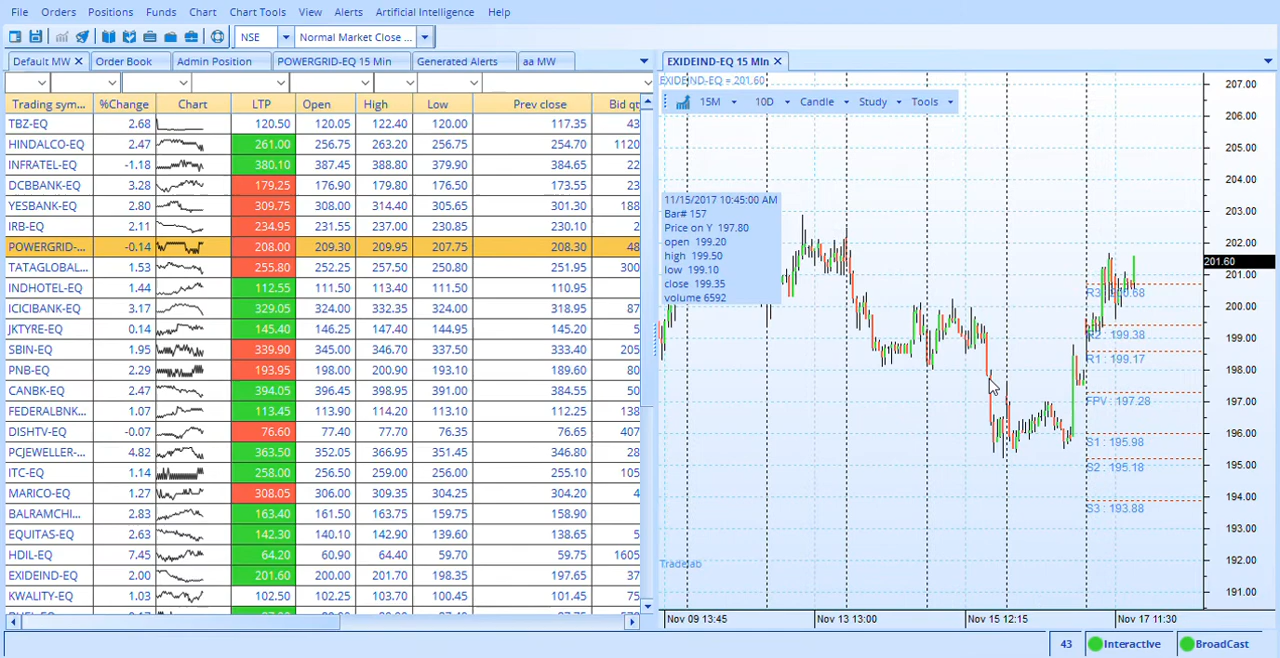 File Orders Positions Funds Chart Chart Tools View Alerts Artificial Intelligence Help
NSE Normal Market Close ...
Default MW Order Book Admin Position POWERGRID-EQ 15 Min Generated Alerts aa MW
Trading sym... %Change Chart LTP Open High Low Prev close Bid qt
TBZ-EQ 2.68 120.50 120.05 122.40 120.00 117.35 43
HINDALCO-EQ 2.47 261.00 256.75 263.20 256.75 254.70 1120
INFRATEL-EQ -1.18 380.10 387.45 388.80 379.90 384.65 22
DCBBANK-EQ 3.28 179.25 176.90 179.80 176.50 173.55 23
YESBANK-EQ 2.80 309.75 308.00 314.40 305.65 301.30 188
IRB-EQ 2.11 234.95 231.55 237.00 230.85 230.10 2
POWERGRID-... -0.14 208.00 209.30 209.95 207.75 208.30 48
TATAGLOBAL... 1.53 255.80 252.25 257.50 250.80 251.95 300
INDHOTEL-EQ 1.44 112.55 111.50 113.40 111.50 110.95 3
ICICIBANK-EQ 3.17 329.05 324.00 332.35 324.00 318.95 87
JKTYRE-EQ 0.14 145.40 146.25 147.40 144.95 145.20 5
SBIN-EQ 1.95 339.90 345.00 346.70 337.50 333.40 205
PNB-EQ 2.29 193.95 198.00 200.90 193.10 189.60 80
CANBK-EQ 2.47 394.05 396.45 398.85 391.00 384.55 50
FEDERALBNK... 1.07 113.45 113.90 114.20 113.10 112.25 138
DISHTV-EQ -0.07 76.60 77.40 77.70 76.35 76.65 407
PCJEWELLER-... 4.82 363.50 352.05 366.95 351.45 346.80 28
ITC-EQ 1.14 258.00 256.50 259.00 256.00 255.10 105
MARICO-EQ 1.27 308.05 306.00 309.35 304.25 304.20 4
BALRAMCHI... 2.83 163.40 161.50 163.75 159.75 158.90
EQUITAS-EQ 2.63 142.30 140.10 142.90 139.60 138.65 5
HDIL-EQ 7.45 64.20 60.90 64.40 59.70 59.75 1605
EXIDEIND-EQ 2.00 201.60 200.00 201.70 198.35 197.65 37
KWALITY-EQ 1.03 102.50 102.25 103.70 100.45 101.45 75
EXIDEIND-EQ 15 Min
EXIDEIND-EQ = 201.60
15M 10D Candle Study Tools
11/15/2017 10:45:00 AM
Bar# 157
Price on Y 197.80
open 199.20
high 199.50
low 199.10
close 199.35
volume 6592
207.00
206.00
205.00
204.00
203.00
202.00
201.60
201.00
200.00
199.00
198.00
197.00
196.00
195.00
194.00
193.00
192.00
191.00
R2 : 199.38
R1 : 199.17
FPV : 197.28
S1 : 195.98
S2 : 195.18
S3 : 193.88
Tradelab
Nov 09 13:45 Nov 13 13:00 Nov 15 12:15 Nov 17 11:30
43 Interactive BroadCast